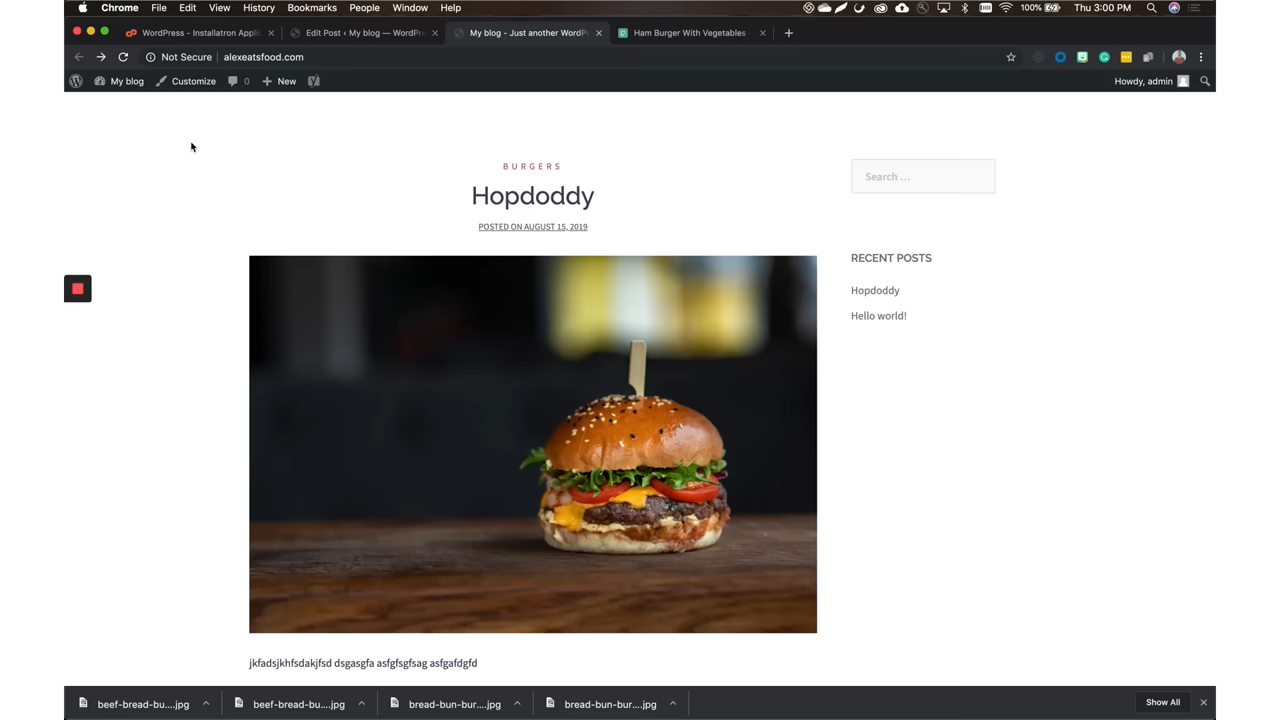 Chrome File Edit View History Bookmarks People Window Help 100% Thu 3:00 PM
WordPress - Installatron Appli × Edit Post ‹ My blog — WordPre × My blog - Just another WordP × Ham Burger With Vegetables × +
Not Secure | alexeatsfood.com
My blog Customize 0 + New Howdy, admin
BURGERS
Hopdoddy
POSTED ON AUGUST 15, 2019
Search …
RECENT POSTS
Hopdoddy
Hello world!
jkfadsjkhfsdakjfsd dsgasgfa asfgfsgfsag asfgafdgfd
beef-bread-bu....jpg beef-bread-bu....jpg bread-bun-bur....jpg bread-bun-bur....jpg Show All